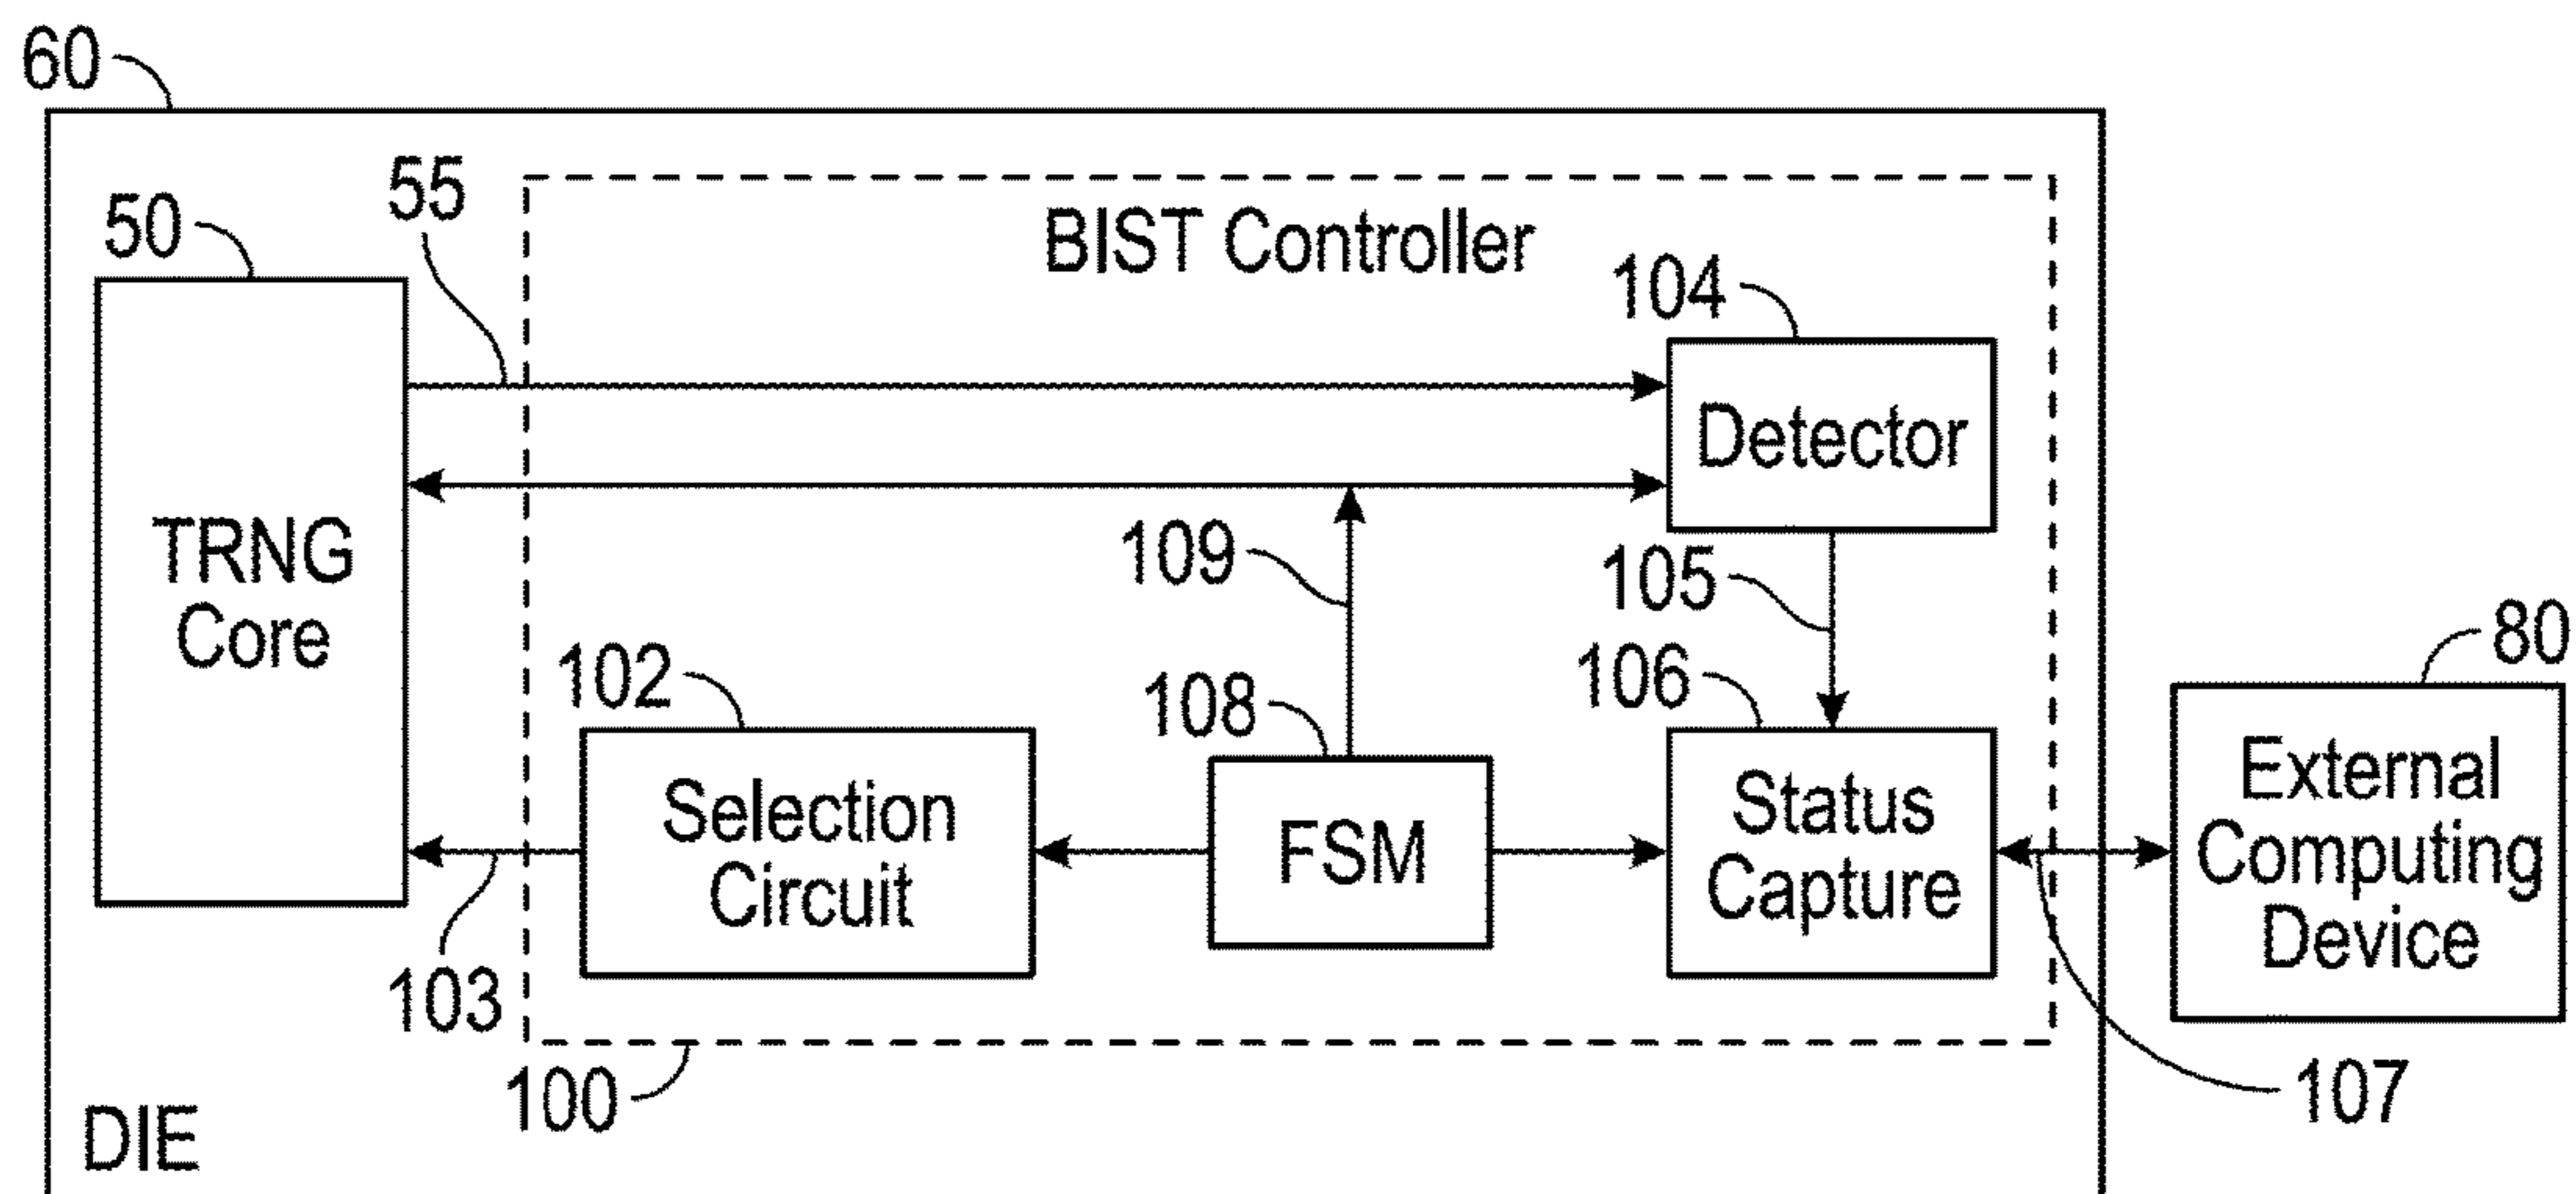 60
55
50
BIST Controller
104
Detector
TRNG
Core
109
105
102
108
106
80
Selection
Circuit
FSM
Status
Capture
External
Computing
Device
103
100
107
DIE